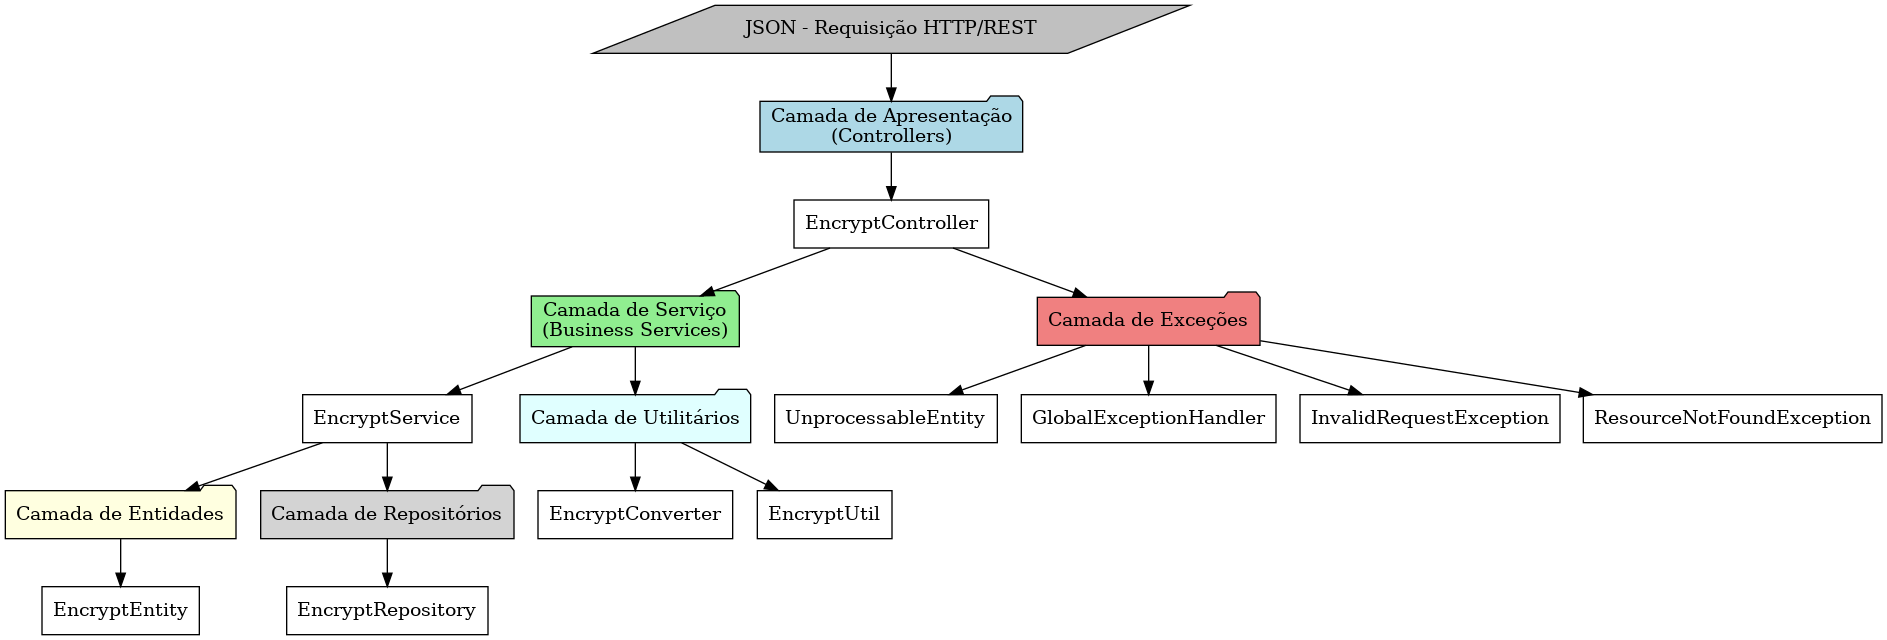 JSON - Requisição HTTP/REST
Camada de Apresentação
(Controllers)
EncryptController
Camada de Serviço
(Business Services)
Camada de Exceções
EncryptService
Camada de Utilitários
UnprocessableEntity
GlobalExceptionHandler
InvalidRequestException
ResourceNotFoundException
Camada de Entidades
Camada de Repositórios
EncryptConverter
EncryptUtil
EncryptEntity
EncryptRepository